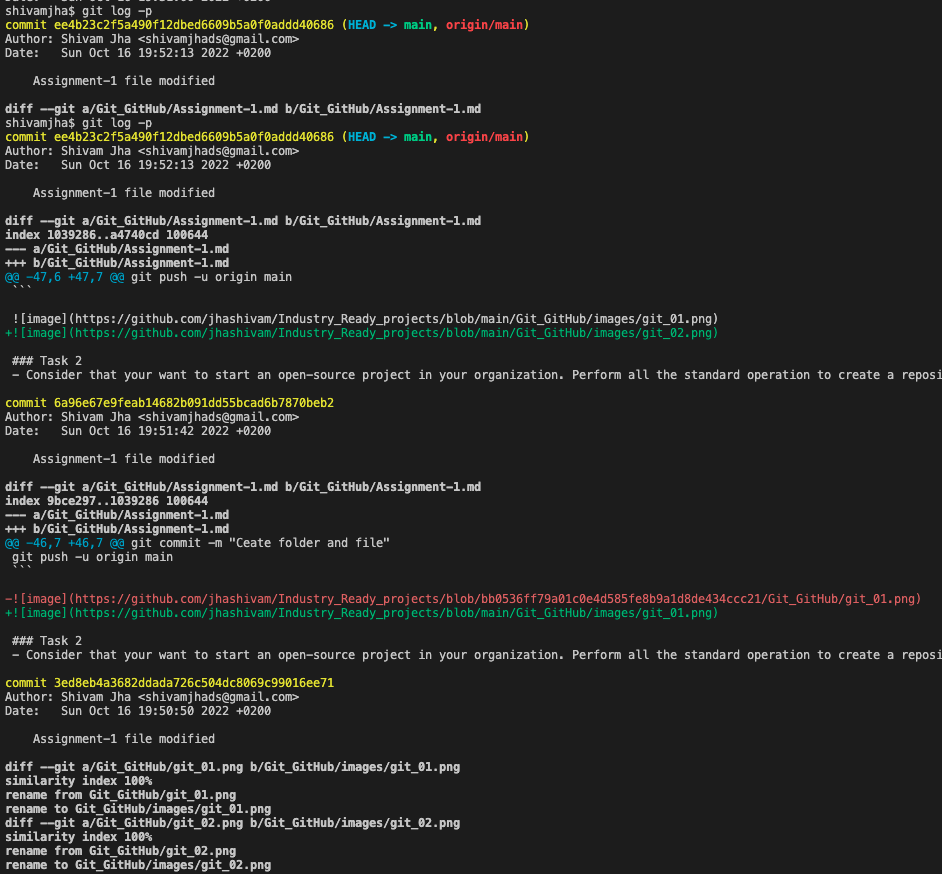 shivamjha$ git log -p
commit ee4b23c2f5a490f12dbed6609b5a0f0addd40686 (HEAD -> main, origin/main)
Author: Shivam Jha <shivamjhads@gmail.com>
Date:   Sun Oct 16 19:52:13 2022 +0200

    Assignment-1 file modified

diff --git a/Git_GitHub/Assignment-1.md b/Git_GitHub/Assignment-1.md
shivamjha$ git log -p
commit ee4b23c2f5a490f12dbed6609b5a0f0addd40686 (HEAD -> main, origin/main)
Author: Shivam Jha <shivamjhads@gmail.com>
Date:   Sun Oct 16 19:52:13 2022 +0200

    Assignment-1 file modified

diff --git a/Git_GitHub/Assignment-1.md b/Git_GitHub/Assignment-1.md
index 1039286..a4740cd 100644
--- a/Git_GitHub/Assignment-1.md
+++ b/Git_GitHub/Assignment-1.md
@@ -47,6 +47,7 @@ git push -u origin main
 ```

 ![image](https://github.com/jhashivam/Industry_Ready_projects/blob/main/Git_GitHub/images/git_01.png)
+![image](https://github.com/jhashivam/Industry_Ready_projects/blob/main/Git_GitHub/images/git_02.png)

 ### Task 2
 - Consider that your want to start an open-source project in your organization. Perform all the standard operation to create a reposi

commit 6a96e67e9feab14682b091dd55bcad6b7870beb2
Author: Shivam Jha <shivamjhads@gmail.com>
Date:   Sun Oct 16 19:51:42 2022 +0200

    Assignment-1 file modified

diff --git a/Git_GitHub/Assignment-1.md b/Git_GitHub/Assignment-1.md
index 9bce297..1039286 100644
--- a/Git_GitHub/Assignment-1.md
+++ b/Git_GitHub/Assignment-1.md
@@ -46,7 +46,7 @@ git commit -m "Ceate folder and file"
 git push -u origin main
 ```

-![image](https://github.com/jhashivam/Industry_Ready_projects/blob/bb0536ff79a01c0e4d585fe8b9a1d8de434ccc21/Git_GitHub/git_01.png)
+![image](https://github.com/jhashivam/Industry_Ready_projects/blob/main/Git_GitHub/images/git_01.png)

 ### Task 2
 - Consider that your want to start an open-source project in your organization. Perform all the standard operation to create a reposi

commit 3ed8eb4a3682ddada726c504dc8069c99016ee71
Author: Shivam Jha <shivamjhads@gmail.com>
Date:   Sun Oct 16 19:50:50 2022 +0200

    Assignment-1 file modified

diff --git a/Git_GitHub/git_01.png b/Git_GitHub/images/git_01.png
similarity index 100%
rename from Git_GitHub/git_01.png
rename to Git_GitHub/images/git_01.png
diff --git a/Git_GitHub/git_02.png b/Git_GitHub/images/git_02.png
similarity index 100%
rename from Git_GitHub/git_02.png
rename to Git_GitHub/images/git_02.png